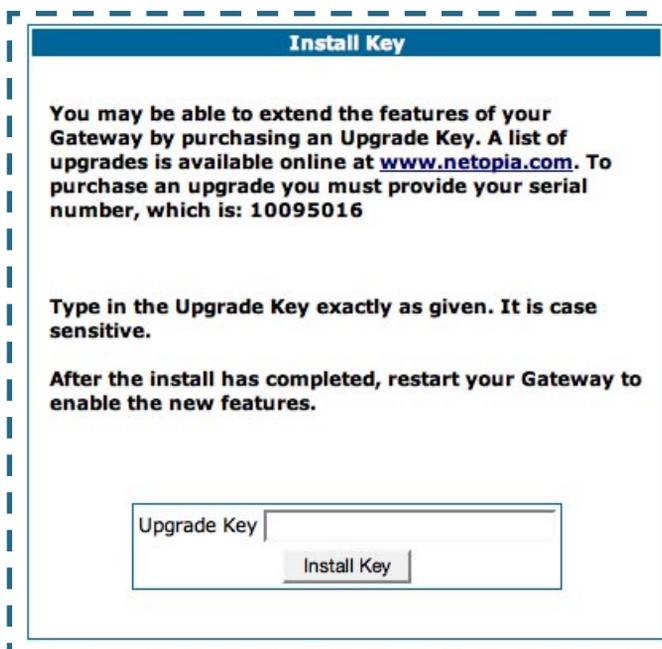 Install Key
You may be able to extend the features of your
Gateway by purchasing an Upgrade Key. A list of
upgrades is available online at www.netopia.com. To
purchase an upgrade you must provide your serial
number, which is: 10095016
Type in the Upgrade Key exactly as given. It is case
sensitive.
After the install has completed, restart your Gateway to
enable the new features.
Upgrade Key
Install Key